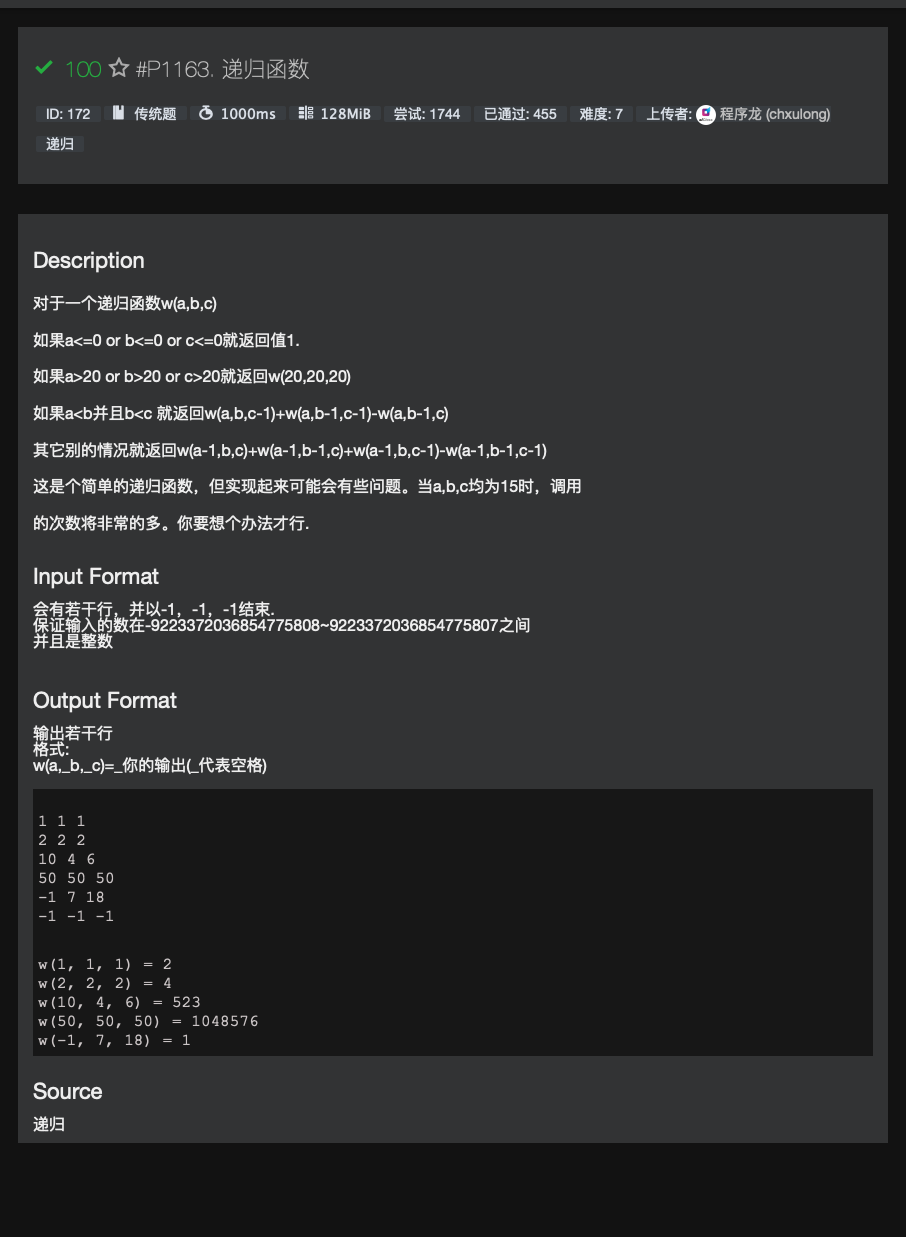 100 #P1163. 递归函数
ID: 172 传统题 1000ms 128MiB 尝试: 1744 已通过: 455 难度: 7 上传者: 程序龙 (chxulong)
递归
Description
对于一个递归函数w(a,b,c)
如果a<=0 or b<=0 or c<=0就返回值1.
如果a>20 or b>20 or c>20就返回w(20,20,20)
如果a<b并且b<c 就返回w(a,b,c-1)+w(a,b-1,c-1)-w(a,b-1,c)
其它别的情况就返回w(a-1,b,c)+w(a-1,b-1,c)+w(a-1,b,c-1)-w(a-1,b-1,c-1)
这是个简单的递归函数，但实现起来可能会有些问题。当a,b,c均为15时，调用
的次数将非常的多。你要想个办法才行.
Input Format
会有若干行，并以-1，-1，-1结束.
保证输入的数在-9223372036854775808~9223372036854775807之间
并且是整数
Output Format
输出若干行
格式:
w(a,_b,_c)=_你的输出(_代表空格)
1 1 1
2 2 2
10 4 6
50 50 50
-1 7 18
-1 -1 -1
w(1, 1, 1) = 2
w(2, 2, 2) = 4
w(10, 4, 6) = 523
w(50, 50, 50) = 1048576
w(-1, 7, 18) = 1
Source
递归